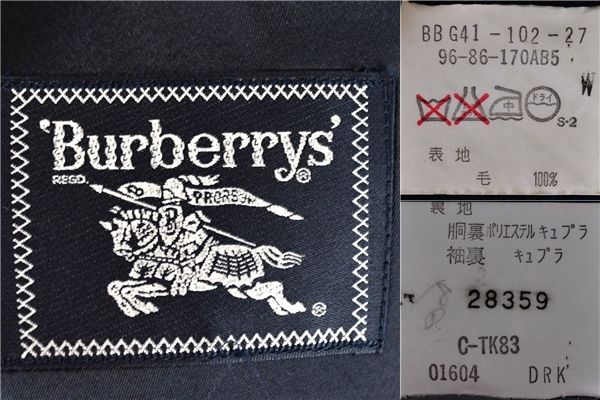 'Burberrys'®
REGD.
PRORSUM
®
BB G41-102-27
96-86-170AB5
W
中
ドライ
S-2
表地
毛 100%
表地
胴裏ポリエステル キュプラ
袖裏 キュプラ
28359
C-TK83
01604 DRK